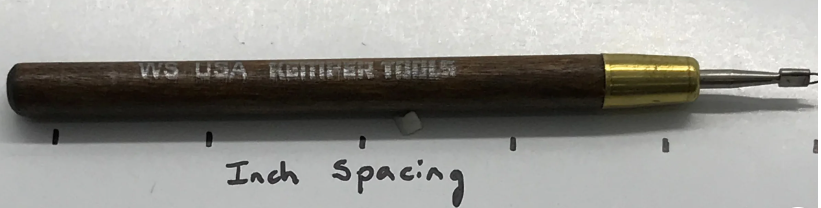 WS USA KEMPER TOOLS
Inch Spacing